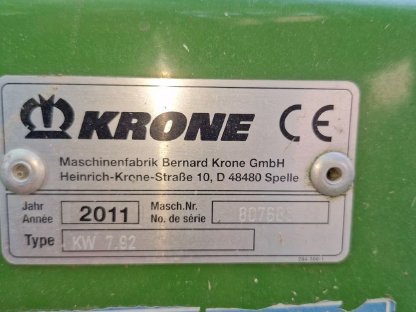 KRONE CE
Maschinenfabrik Bernard Krone GmbH
Heinrich-Krone-Straße 10, D 48480 Spelle
Jahr Année 2011 Masch.Nr. No. de série
Type KW 7.92